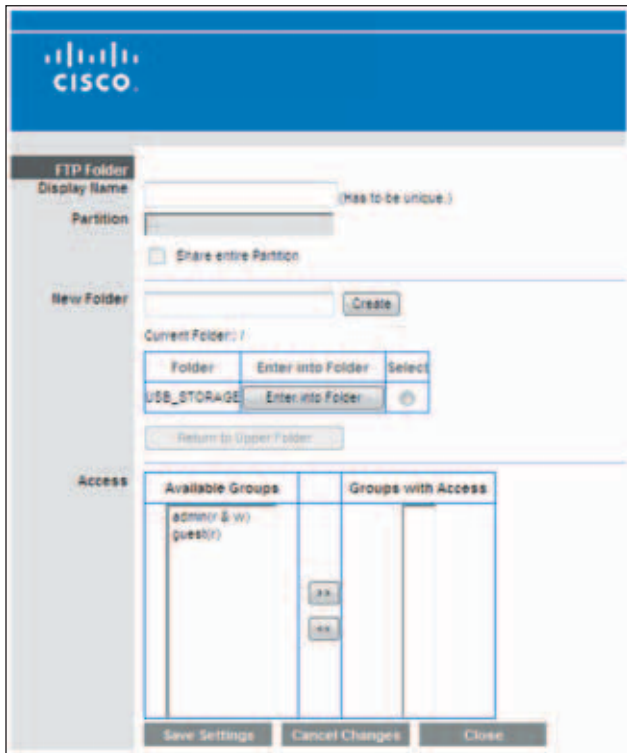 CISCO
FTP Folder
Display Name (Has to be unique.)
Partition
Share entire Partition
New Folder Create
Current Folder: /
Folder Enter into Folder Select
USB_STORAGE Enter into Folder
Return to Upper Folder
Access Available Groups Groups with Access
admin(r & w)
guest(r)
>>
<<
Save Settings Cancel Changes Close